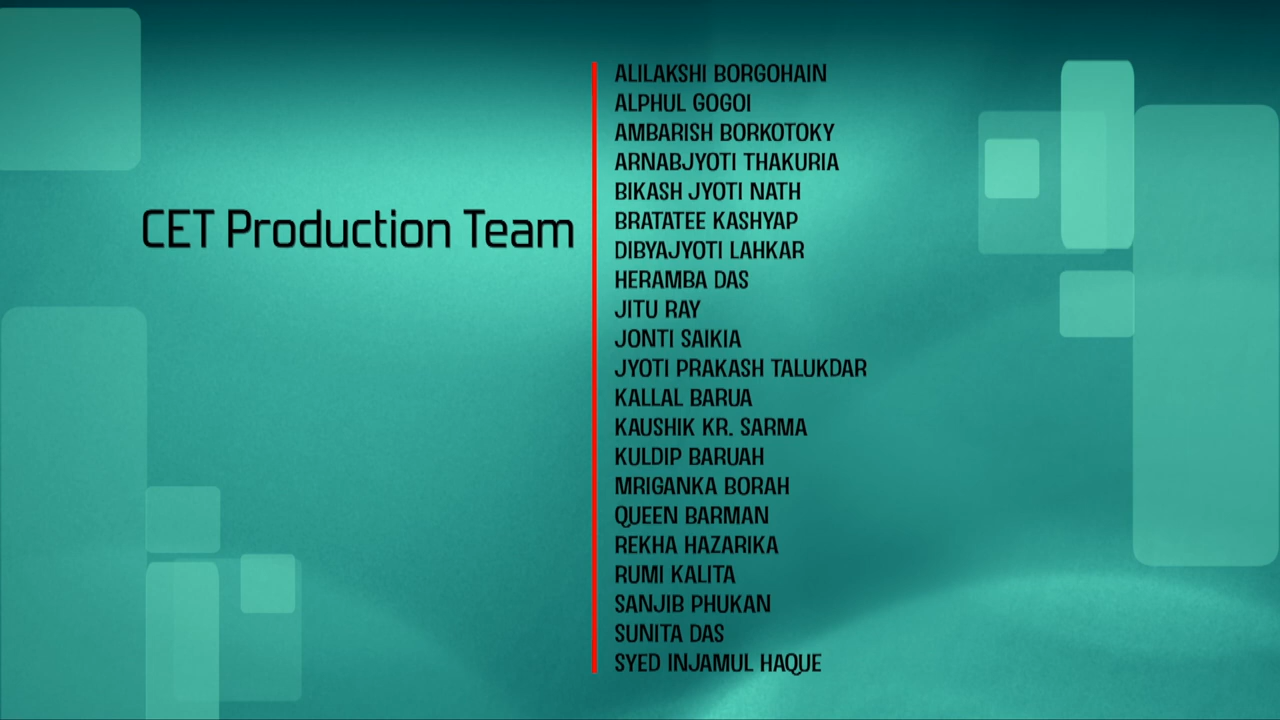 CET Production Team
ALILAKSHI BORGOHAIN
ALPHUL GOGOI
AMBARISH BORKOTOKY
ARNABJYOTI THAKURIA
BIKASH JYOTI NATH
BRATATEE KASHYAP
DIBYAJYOTI LAHKAR
HERAMBA DAS
JITU RAY
JONTI SAIKIA
JYOTI PRAKASH TALUKDAR
KALLAL BARUA
KAUSHIK KR. SARMA
KULDIP BARUAH
MRIGANKA BORAH
QUEEN BARMAN
REKHA HAZARIKA
RUMI KALITA
SANJIB PHUKAN
SUNITA DAS
SYED INJAMUL HAQUE